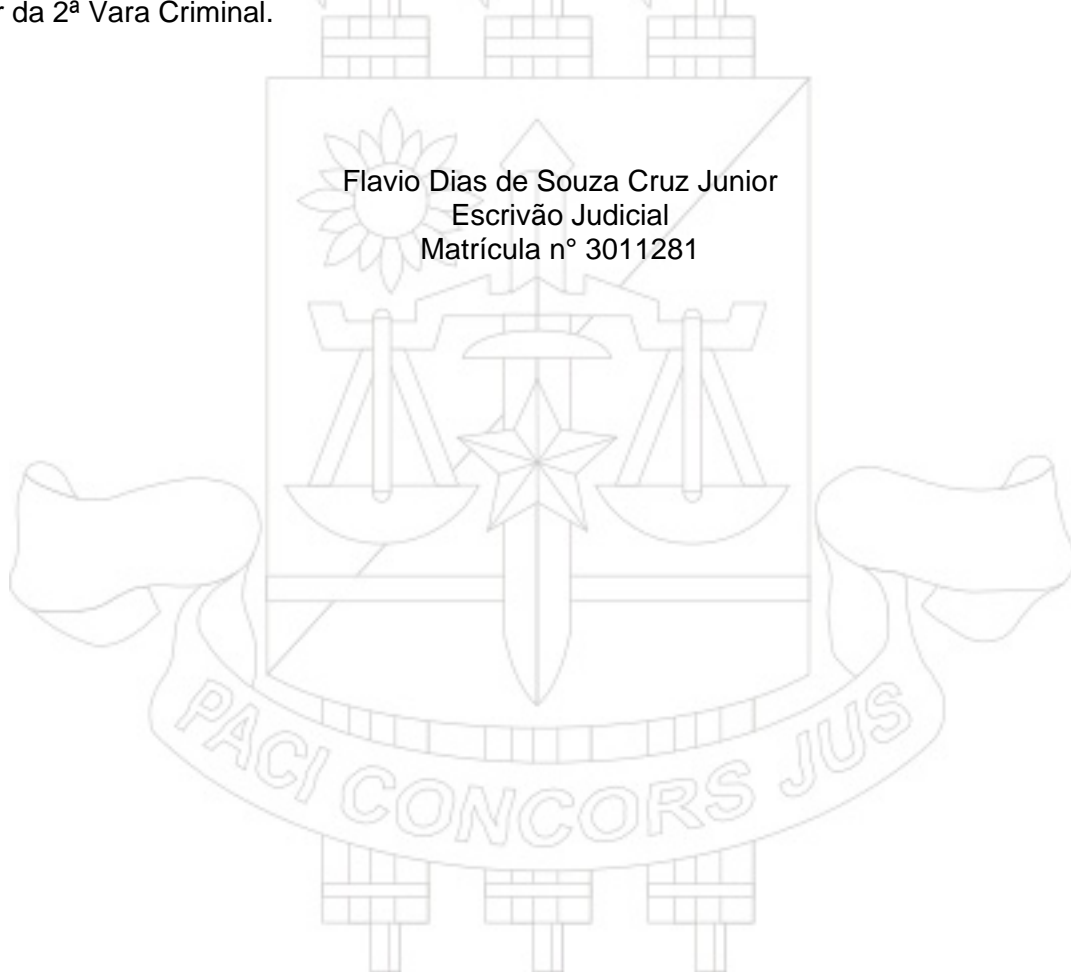 r da 2ª Vara Criminal.
Flavio Dias de Souza Cruz Junior
Escrivão Judicial
Matrícula n° 3011281
PACI CONCORS JUS